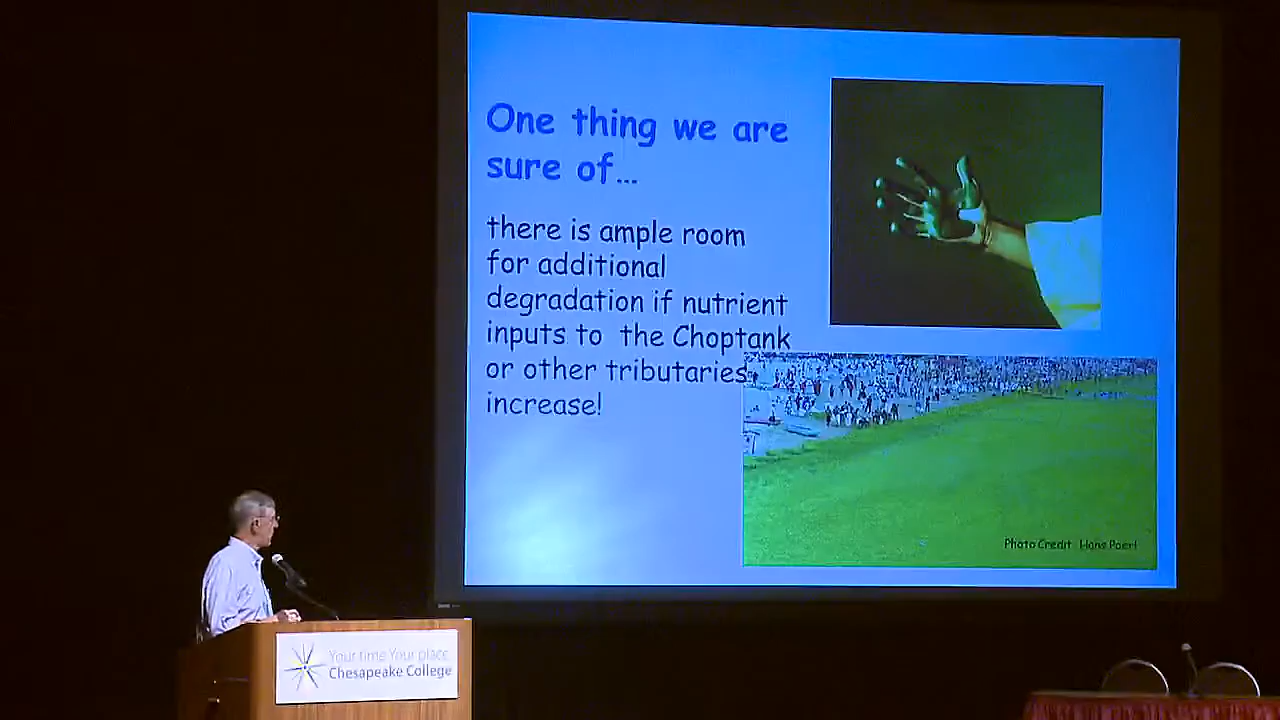 One thing we are
sure of...
there is ample room
for additional
degradation if nutrient
inputs to the Choptank
or other tributaries
increase!
Photo Credit Hans Paerl
Your time Your place
Chesapeake College